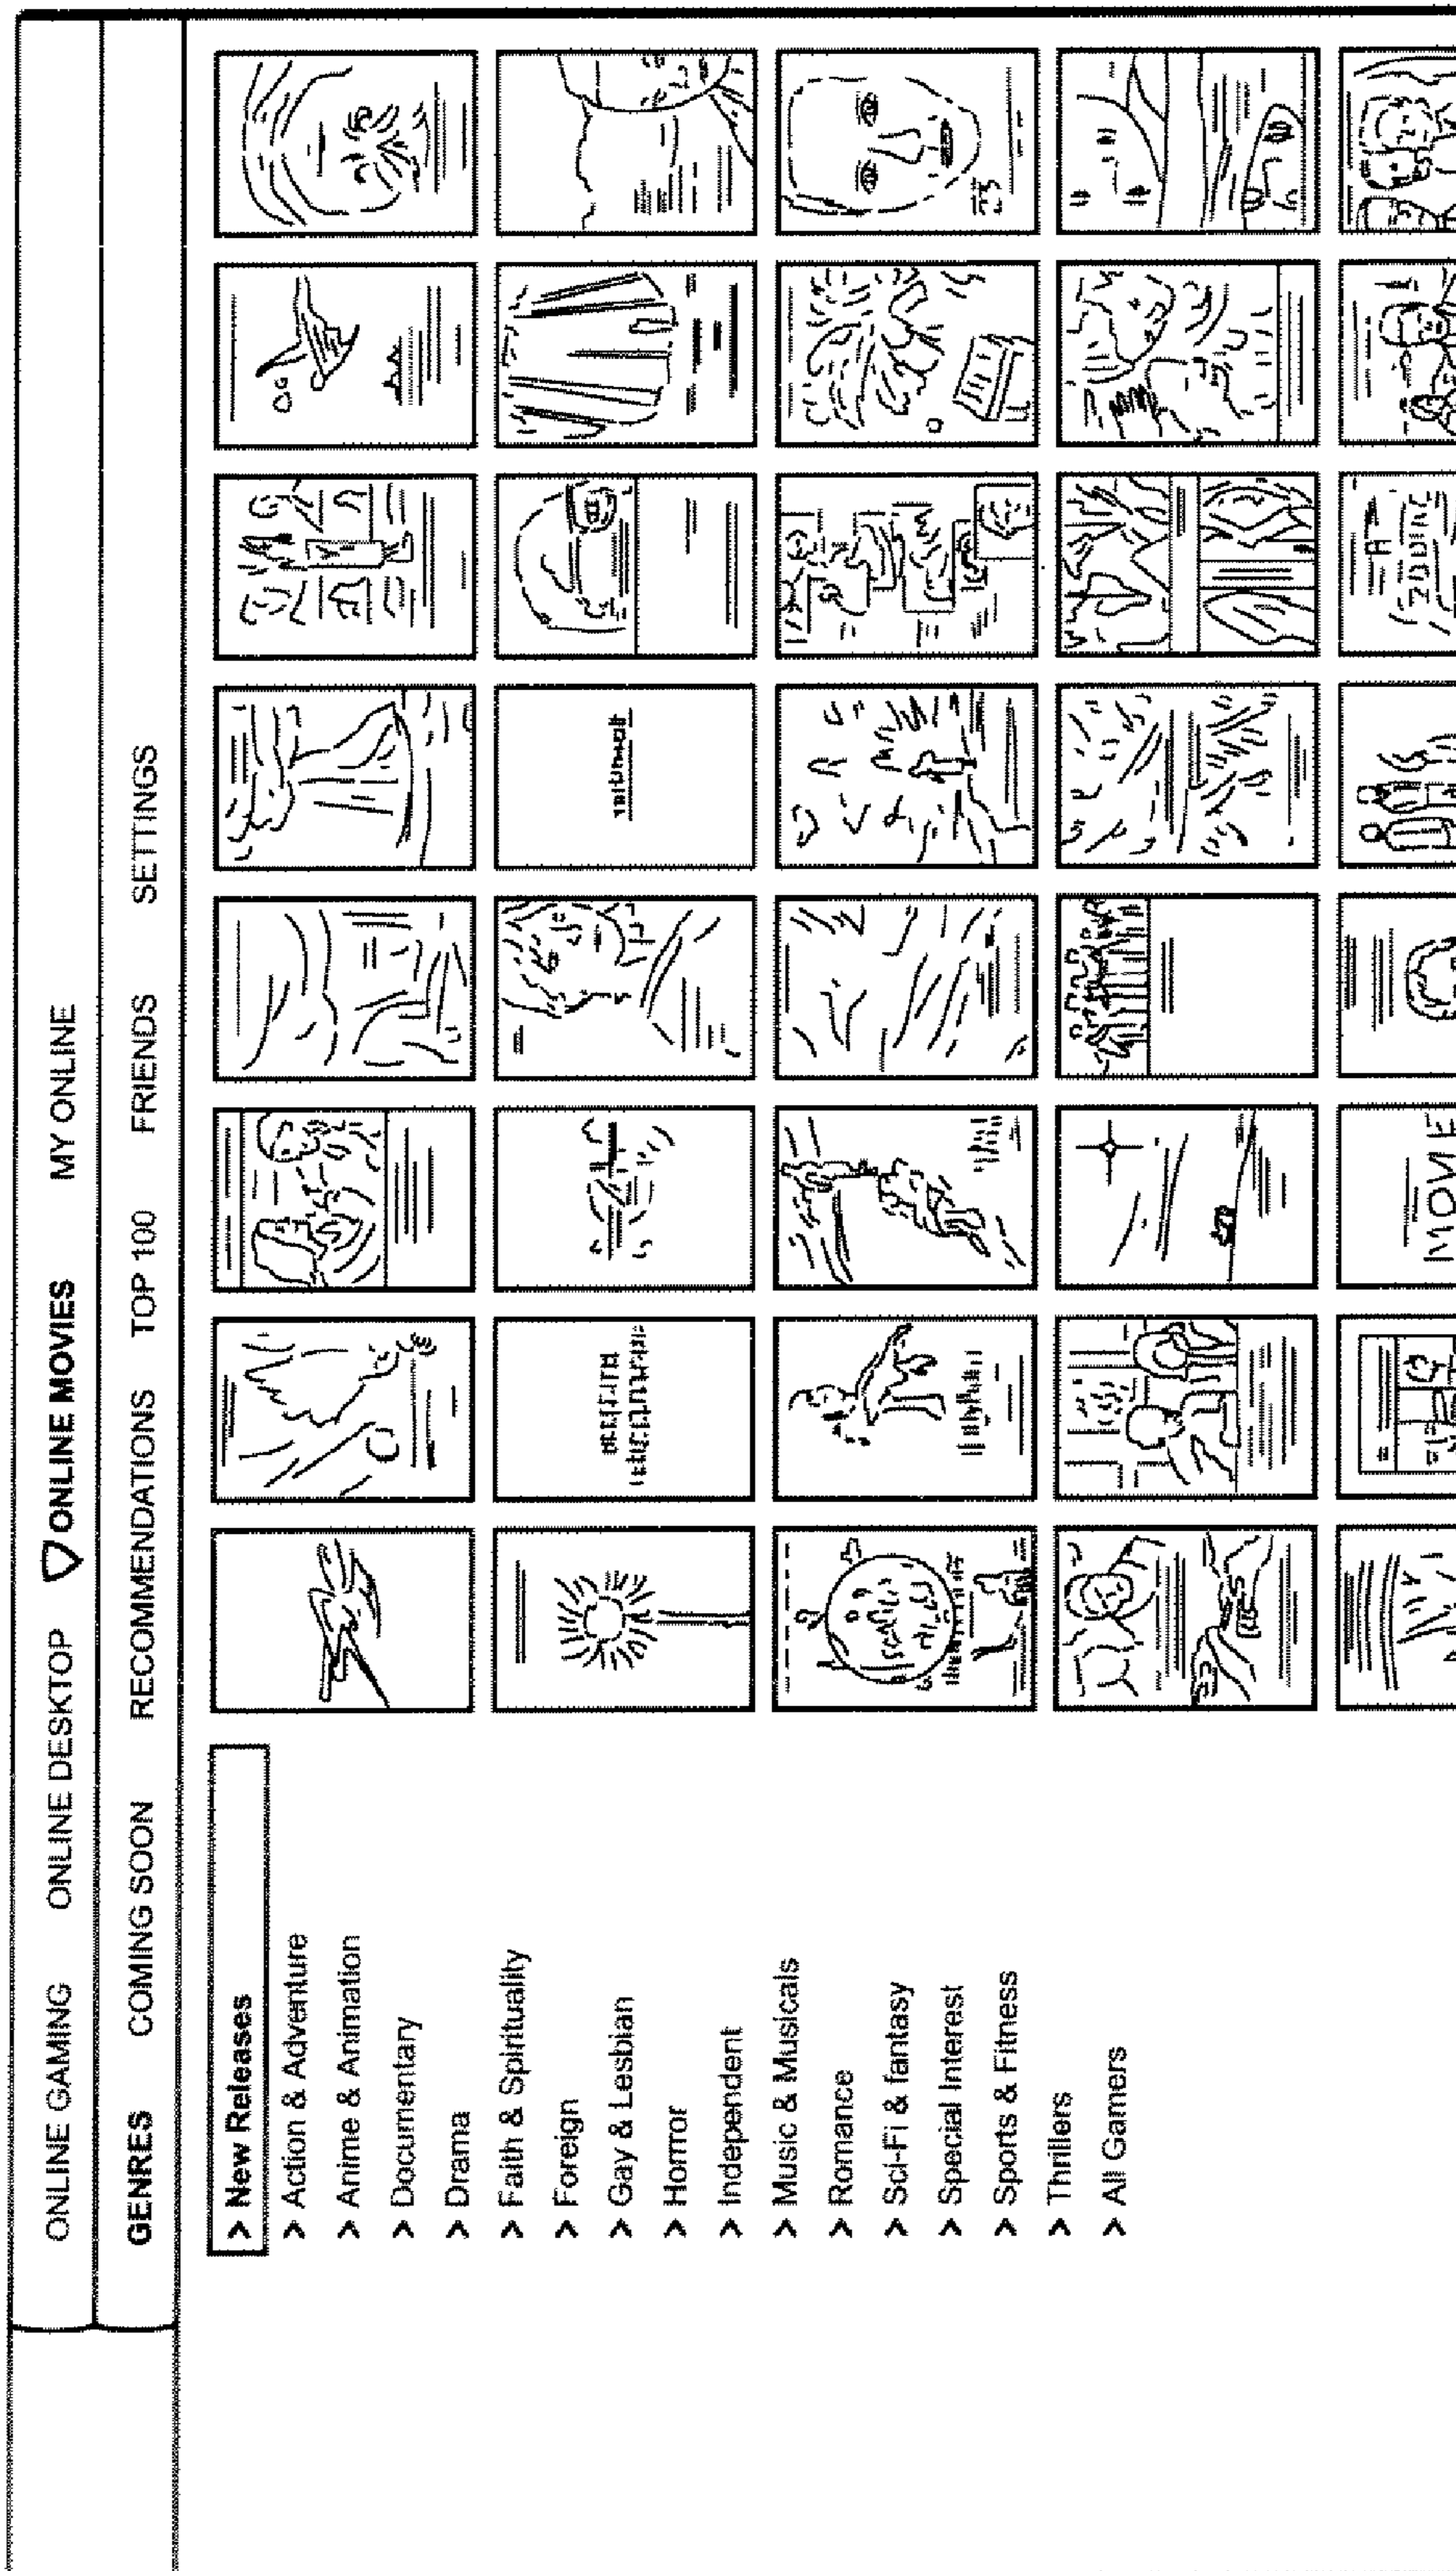 ONLINE GAMING ONLINE DESKTOP ONLINE MOVIES MY ONLINE
GENRES COMING SOON RECOMMENDATIONS TOP 100 FRIENDS SETTINGS
> New Releases
> Action & Adventure
> Anime & Animation
> Documentary
> Drama
> Faith & Spirituality
> Foreign
> Gay & Lesbian
> Horror
> Independent
> Music & Musicals
> Romance
> Sci-Fi & fantasy
> Special Interest
> Sports & Fitness
> Thrillers
> All Gamers
MOVIE